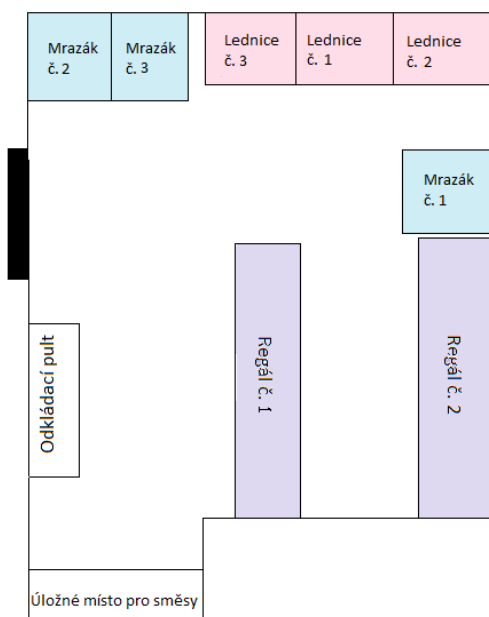 Mrazák
č. 2
Mrazák
č. 3
Lednice
č. 3
Lednice
č. 1
Lednice
č. 2
Mrazák
č. 1
Odkládací pult
Regál č. 1
Regál č. 2
Úložné místo pro směsy